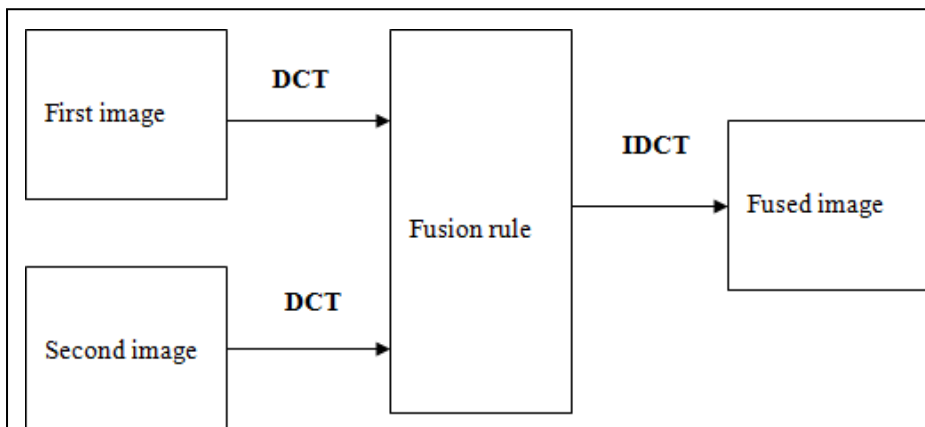 DCT
First image
IDCT
Fused image
Fusion rule
DCT
Second image